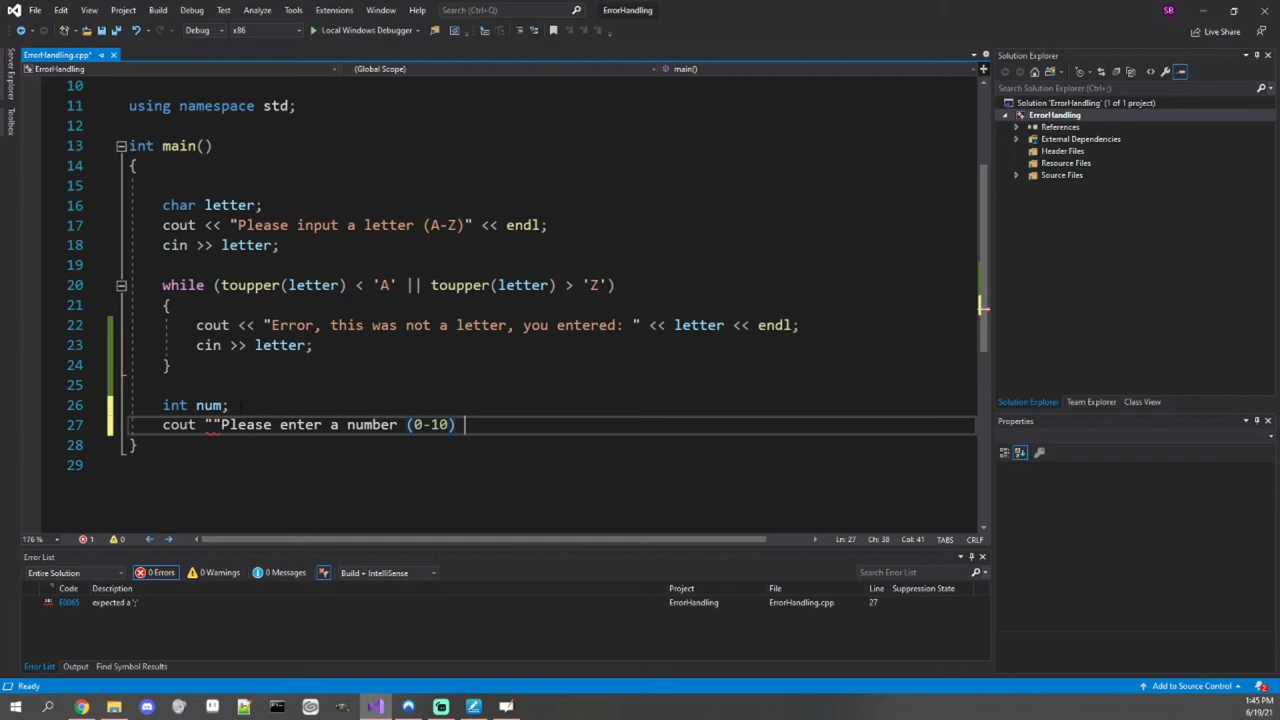 File Edit View Git Project Build Debug Test Analyze Tools Extensions Window Help Search (Ctrl+Q) ErrorHandling SB
Debug x86 Local Windows Debugger Live Share
ErrorHandling.cpp*
ErrorHandling (Global Scope) main()
10
11 using namespace std;
12
13 int main()
14 {
15
16 char letter;
17 cout << "Please input a letter (A-Z)" << endl;
18 cin >> letter;
19
20 while (toupper(letter) < 'A' || toupper(letter) > 'Z')
21 {
22 cout << "Error, this was not a letter, you entered: " << letter << endl;
23 cin >> letter;
24 }
25
26 int num;
27 cout ""Please enter a number (0-10)
28 }
29
176 % 1 0 Ln: 27 Ch: 38 Col: 41 TABS CRLF
Error List
Entire Solution 0 Errors 0 Warnings 0 Messages Build + IntelliSense Search Error List
Code Description Project File Line Suppression State
E0065 expected a ';' ErrorHandling ErrorHandling.cpp 27
Error List Output Find Symbol Results
Server Explorer
Toolbox
Solution Explorer
Search Solution Explorer (Ctrl+;)
Solution 'ErrorHandling' (1 of 1 project)
ErrorHandling
References
External Dependencies
Header Files
Resource Files
Source Files
Solution Explorer Team Explorer Class View
Properties
Ready Add to Source Control 2
1:45 PM
6/19/21